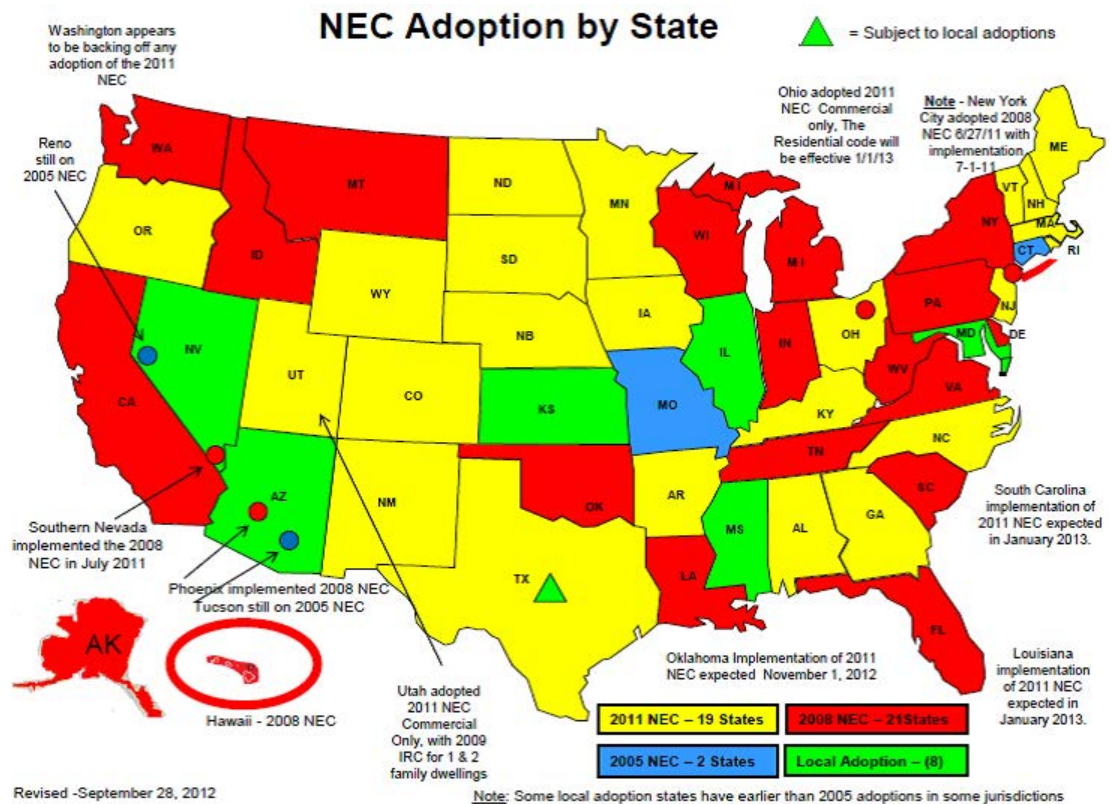 NEC Adoption by State
= Subject to local adoptions
Washington appears
to be backing off any
adoption of the 2011
NEC
Ohio adopted 2011
NEC Commercial
only, The
Residential code will
be effective 1/1/13
Note - New York
City adopted 2008
NEC 6/27/11 with
implementation
7-1-11
Reno
still on
2005 NEC
WA
MT
ND
MN
ME
VT
NH
MA
RI
CT
NY
OR
ID
SD
WI
MI
MI
WY
IA
PA
NJ
NB
OH
DE
MD
NV
UT
CO
IL
IN
WV
VA
CA
KS
MO
KY
NC
TN
AZ
NM
OK
AR
SC
MS
AL
GA
TX
LA
FL
Southern Nevada
implemented the 2008
NEC in July 2011
South Carolina
implementation of
2011 NEC expected
in January 2013.
Phoenix implemented 2008 NEC
Tucson still on 2005 NEC
AK
Hawaii - 2008 NEC
Utah adopted
2011 NEC
Commercial
Only, with 2009
IRC for 1 & 2
family dwellings
Oklahoma Implementation of 2011
NEC expected November 1, 2012
Louisiana
implementation
of 2011 NEC
expected in
January 2013.
2011 NEC – 19 States
2008 NEC – 21States
2005 NEC – 2 States
Local Adoption – (8)
Revised -September 28, 2012
Note: Some local adoption states have earlier than 2005 adoptions in some jurisdictions